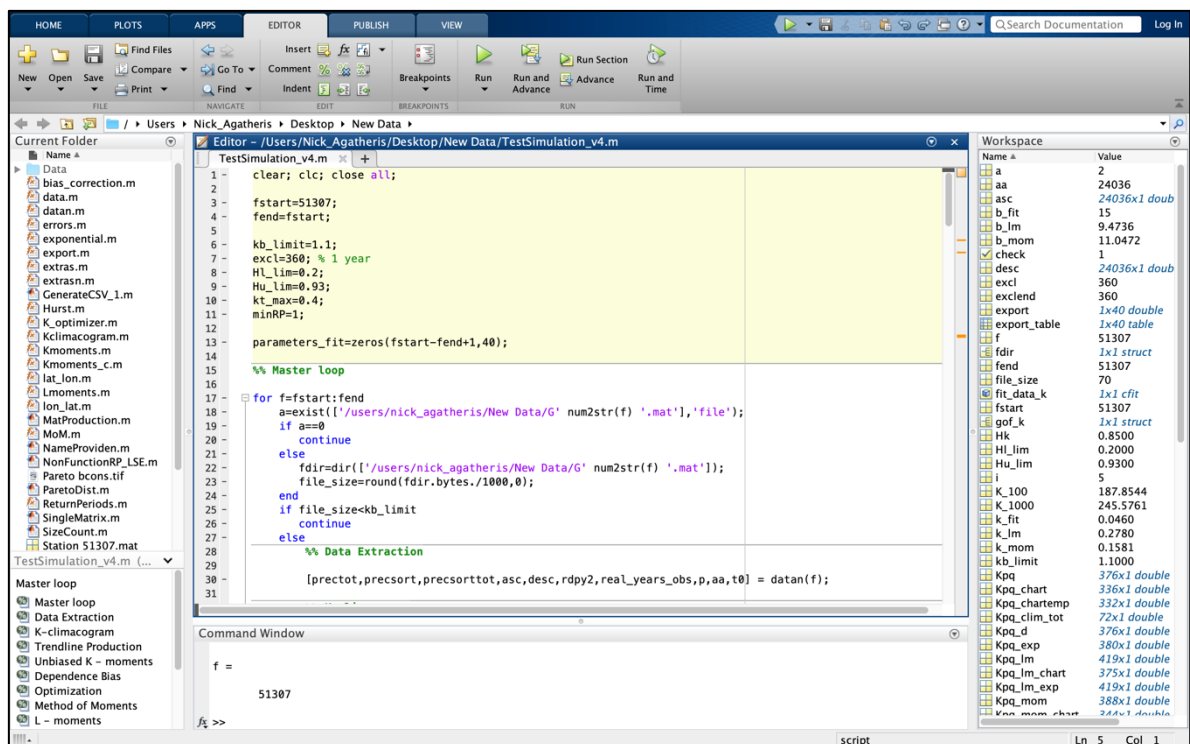 HOME PLOTS APPS EDITOR PUBLISH VIEW Search Documentation Log In
New Open Save Find Files Compare Print
Go To Find
Insert fx Comment % Indent
Breakpoints
Run Run and Advance Run Section Advance Run and Time
FILE NAVIGATE EDIT BREAKPOINTS RUN
/ Users Nick_Agatheris Desktop New Data
Current Folder
Name
Data
bias_correction.m
data.m
datan.m
errors.m
exponential.m
export.m
extras.m
extrasn.m
GenerateCSV_1.m
Hurst.m
K_optimizer.m
Kclimacogram.m
Kmoments.m
Kmoments_c.m
lat_lon.m
Lmoments.m
lon_lat.m
MatProduction.m
MoM.m
NameProviden.m
NonFunctionRP_LSE.m
Pareto bcons.tif
ParetoDist.m
ReturnPeriods.m
SingleMatrix.m
SizeCount.m
Station 51307.mat
TestSimulation_v4.m (...
Master loop
Master loop
Data Extraction
K-climacogram
Trendline Production
Unbiased K - moments
Dependence Bias
Optimization
Method of Moments
L - moments
Editor - /Users/Nick_Agatheris/Desktop/New Data/TestSimulation_v4.m
TestSimulation_v4.m
1 - clear; clc; close all;
2
3 - fstart=51307;
4 - fend=fstart;
5
6 - kb_limit=1.1;
7 - excl=360; % 1 year
8 - Hl_lim=0.2;
9 - Hu_lim=0.93;
10 - kt_max=0.4;
11 - minRP=1;
12
13 - parameters_fit=zeros(fstart-fend+1,40);
14
15 %% Master loop
16
17 - for f=fstart:fend
18 - a=exist(['/users/nick_agatheris/New Data/G' num2str(f) '.mat'],'file');
19 - if a==0
20 - continue
21 - else
22 - fdir=dir(['/users/nick_agatheris/New Data/G' num2str(f) '.mat']);
23 - file_size=round(fdir.bytes./1000,0);
24 - end
25 - if file_size<kb_limit
26 - continue
27 - else
28 %% Data Extraction
29
30 - [prectot,precsort,precsorttot,asc,desc,rdpy2,real_years_obs,p,aa,t0] = datan(f);
31
Command Window
f =
51307
fx >>
Workspace
Name Value
a 2
aa 24036
asc 24036x1 doub
b_fit 15
b_lm 9.4736
b_mom 11.0472
check 1
desc 24036x1 doub
excl 360
exclend 360
export 1x40 double
export_table 1x40 table
f 51307
fdir 1x1 struct
fend 51307
file_size 70
fit_data_k 1x1 cfit
fstart 51307
gof_k 1x1 struct
Hk 0.8500
Hl_lim 0.2000
Hu_lim 0.9300
i 5
K_100 187.8544
K_1000 245.5761
k_fit 0.0460
k_lm 0.2780
k_mom 0.1581
kb_limit 1.1000
Kpq 376x1 double
Kpq_chart 336x1 double
Kpq_chartemp 332x1 double
Kpq_clim_tot 72x1 double
Kpq_d 376x1 double
Kpq_exp 380x1 double
Kpq_lm 419x1 double
Kpq_lm_chart 375x1 double
Kpq_lm_exp 419x1 double
Kpq_mom 388x1 double
Kpq_mom_chart 344x1 double
script Ln 5 Col 1